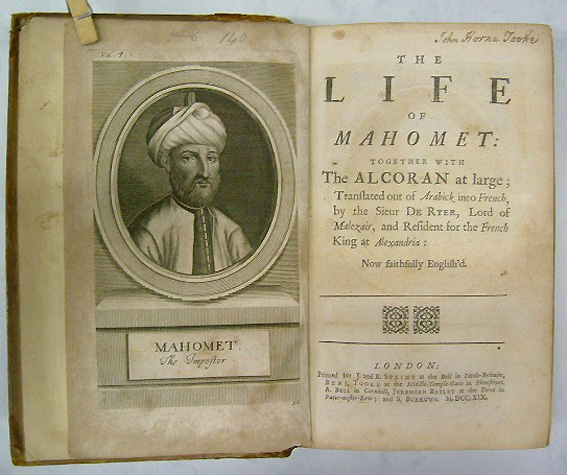 140
John Horne Tooke
THE
LIFE
OF
MAHOMET:
TOGETHER WITH
The ALCORAN at large;
Tranſlated out of Arabick into French,
by the Sieur DE RYER, Lord of
Malezair, and Reſident for the French
King at Alexandria:
Now faithfully Engliſh'd.
MAHOMET.
The Impostor
LONDON:
Printed for J. and B. SPRINT at the Bell in Little-Britain,
BENJ. TOOKE at the Middle-Temple-Gate in Fleetſtreet,
A. BELL in Cornhill, JEREMIAH BATLEY at the Dove in
Pater-noſter-Row; and S. BURROWS. M.DCC.XIX.